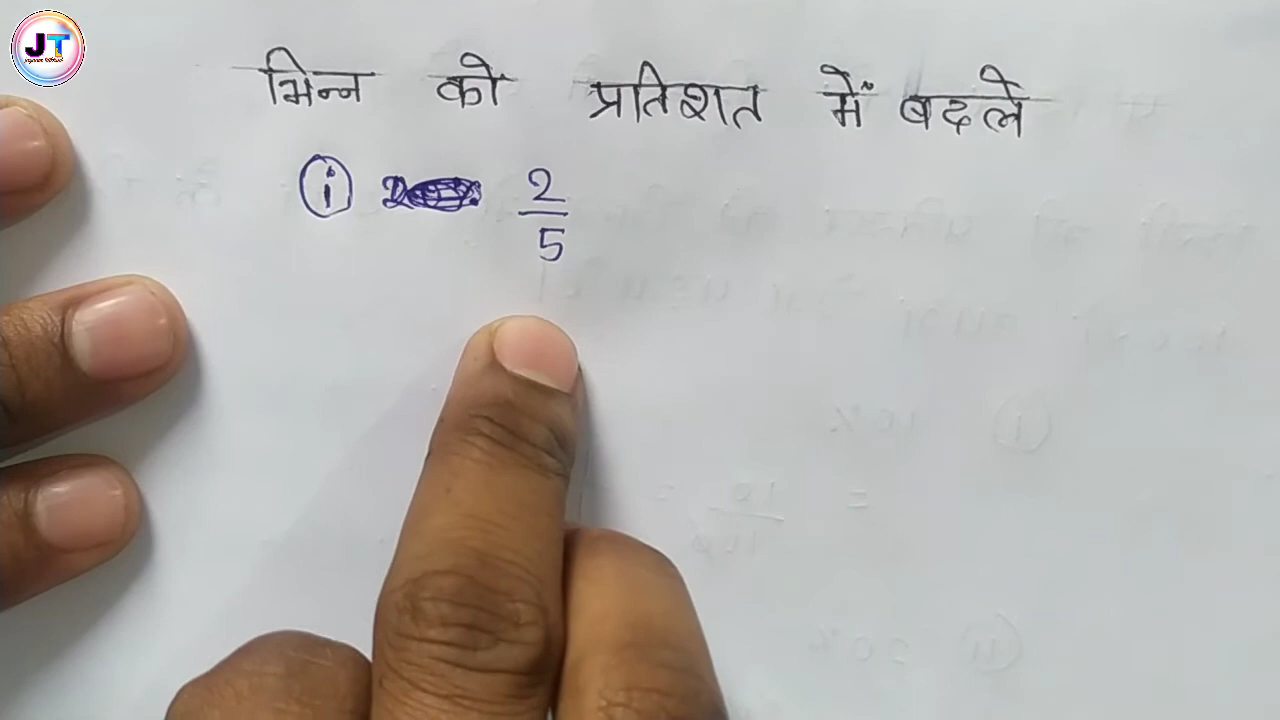 JT
भिन्न को प्रतिशत में बदले
(i) 2/5